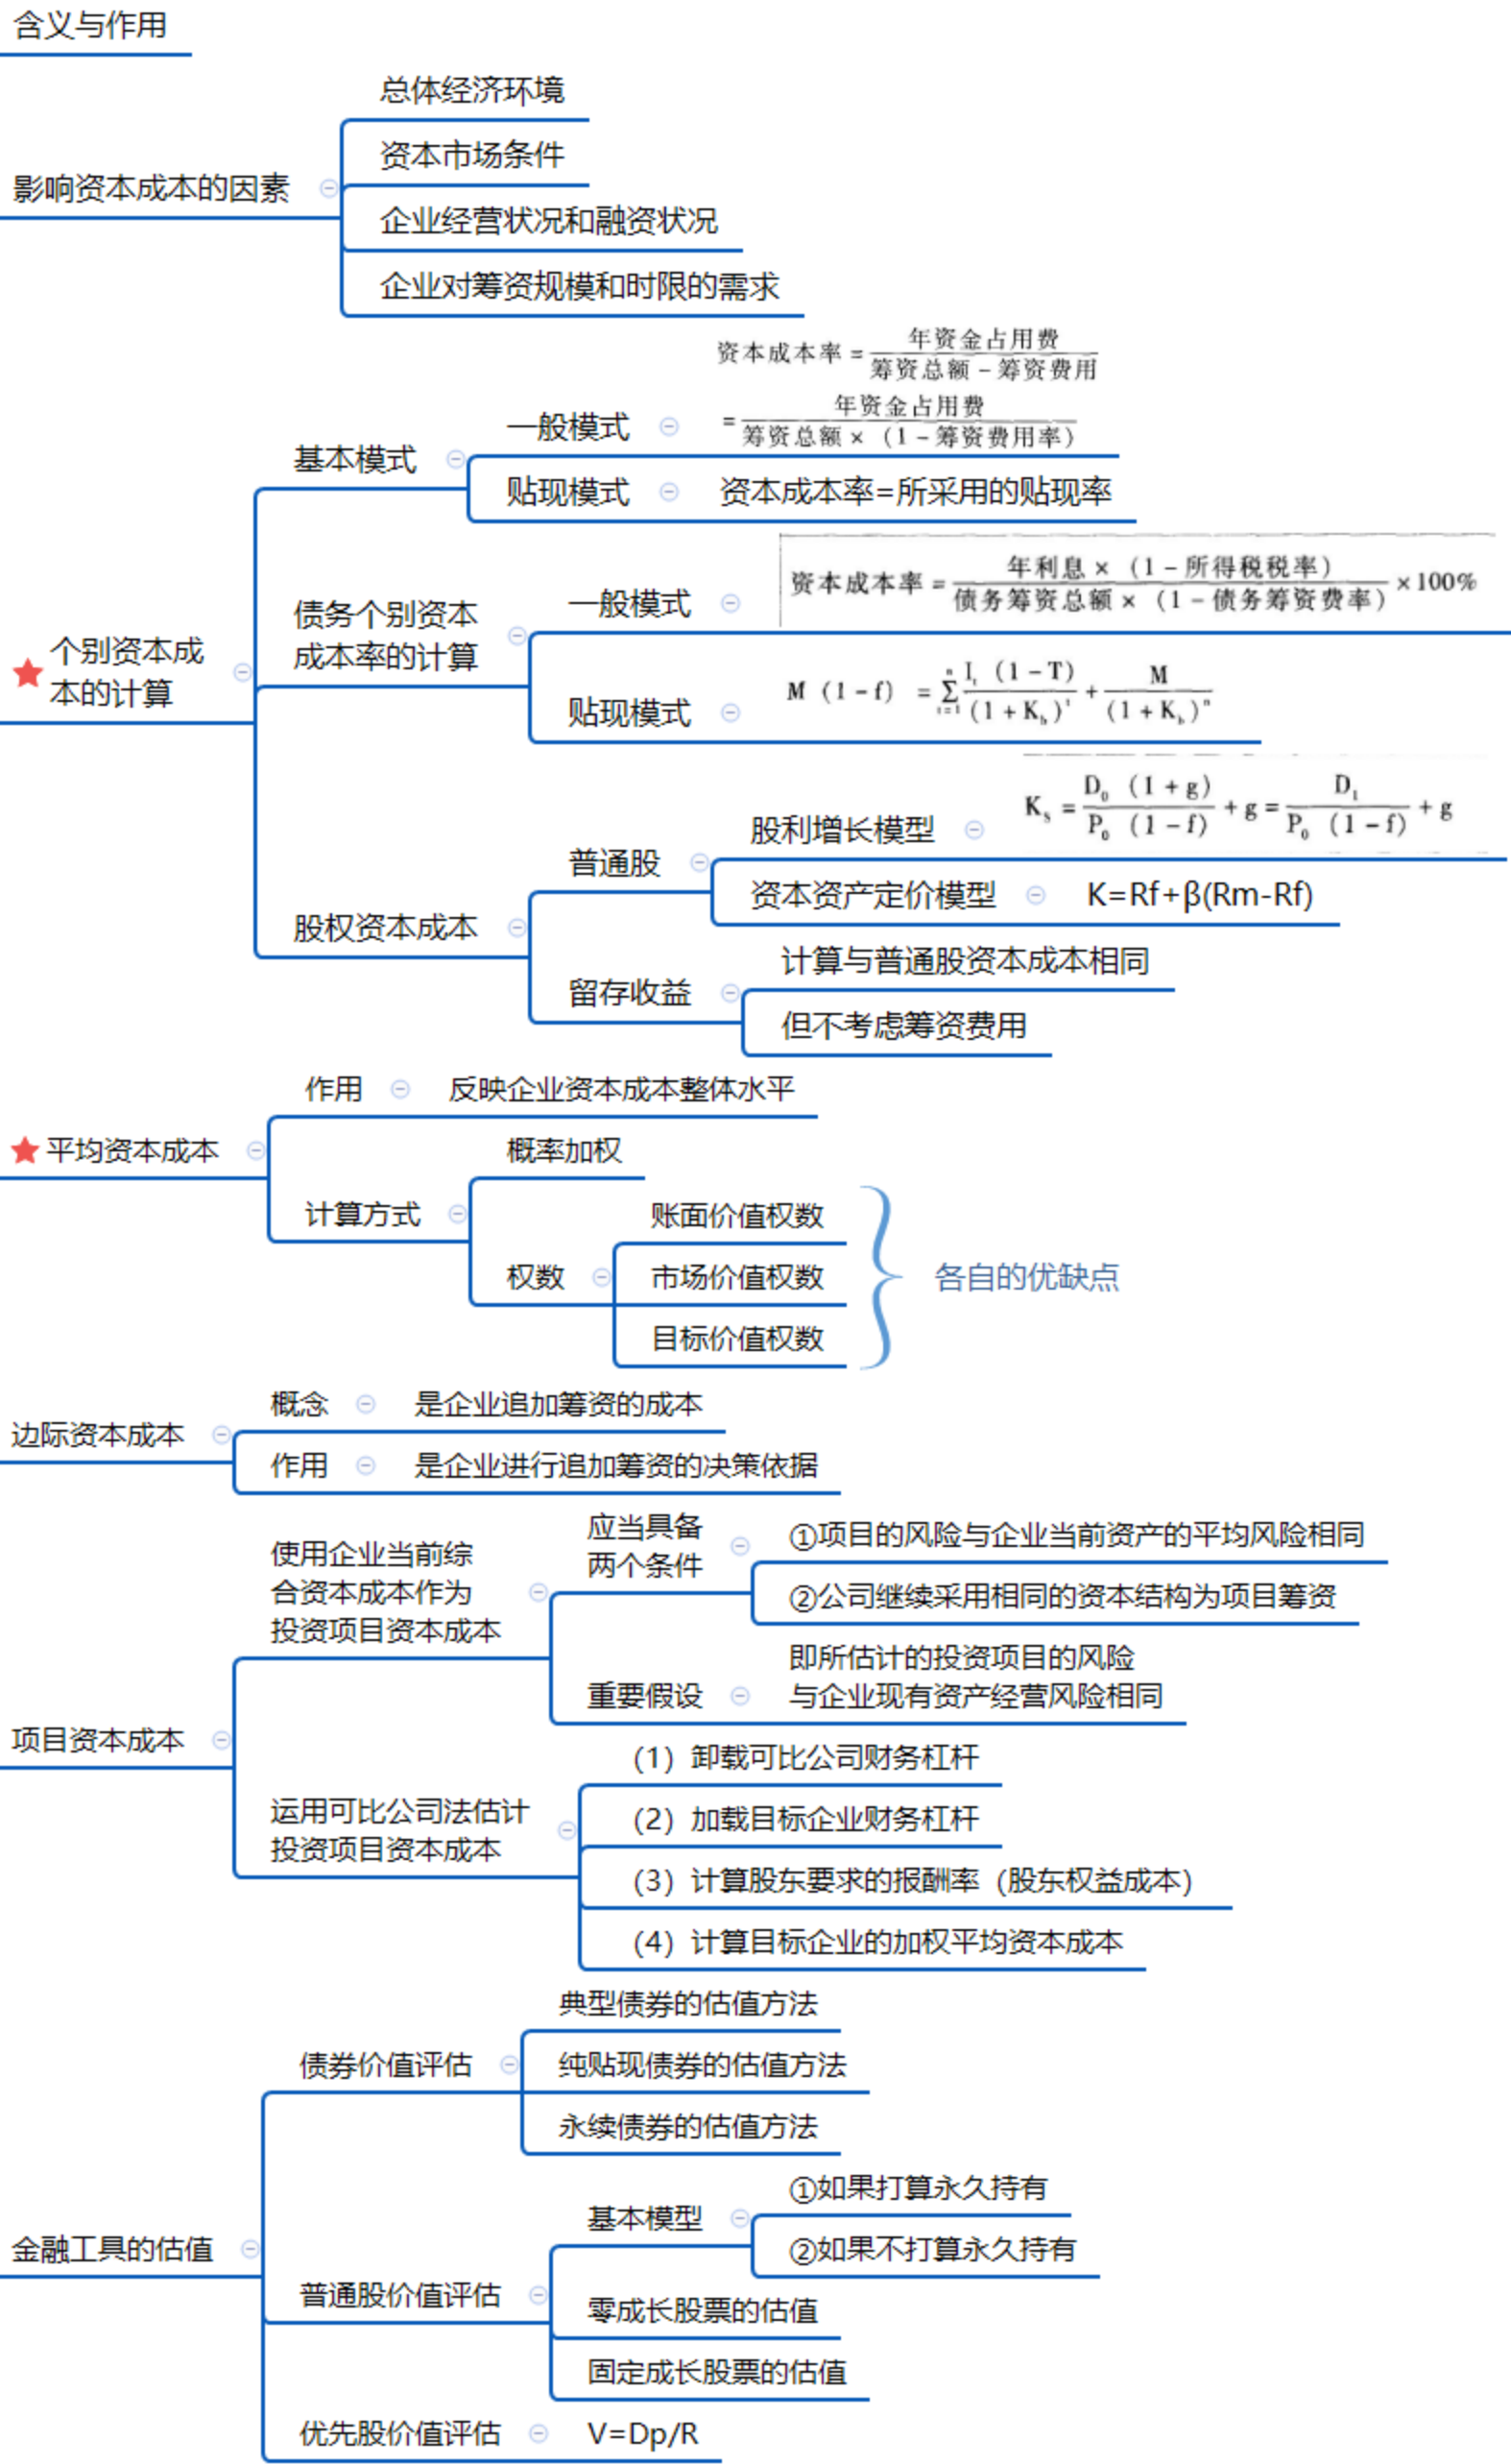 含义与作用
影响资本成本的因素
总体经济环境
资本市场条件
企业经营状况和融资状况
企业对筹资规模和时限的需求
★ 个别资本成
本的计算
基本模式
一般模式
资本成本率=年资金占用费/(筹资总额-筹资费用)
=年资金占用费/(筹资总额×(1-筹资费用率))
贴现模式
资本成本率=所采用的贴现率
债务个别资本
成本率的计算
一般模式
资本成本率=年利息×(1-所得税税率)/(债务筹资总额×(1-债务筹资费率))×100%
贴现模式
M(1-f)=∑_{t=1}^{n} I_t(1-T)/(1+K_b)^t + M/(1+K_b)^n
股权资本成本
普通股
股利增长模型
K_s=D_0(1+g)/(P_0(1-f))+g=D_1/(P_0(1-f))+g
资本资产定价模型
K=Rf+β(Rm-Rf)
留存收益
计算与普通股资本成本相同
但不考虑筹资费用
★ 平均资本成本
作用
反映企业资本成本整体水平
计算方式
概率加权
权数
账面价值权数
市场价值权数
目标价值权数
各自的优缺点
边际资本成本
概念
是企业追加筹资的成本
作用
是企业进行追加筹资的决策依据
项目资本成本
使用企业当前综
合资本成本作为
投资项目资本成本
应当具备
两个条件
①项目的风险与企业当前资产的平均风险相同
②公司继续采用相同的资本结构为项目筹资
重要假设
即所估计的投资项目的风险
与企业现有资产经营风险相同
运用可比公司法估计
投资项目资本成本
(1)卸载可比公司财务杠杆
(2)加载目标企业财务杠杆
(3)计算股东要求的报酬率(股东权益成本)
(4)计算目标企业的加权平均资本成本
金融工具的估值
债券价值评估
典型债券的估值方法
纯贴现债券的估值方法
永续债券的估值方法
普通股价值评估
基本模型
①如果打算永久持有
②如果不打算永久持有
零成长股票的估值
固定成长股票的估值
优先股价值评估
V=Dp/R